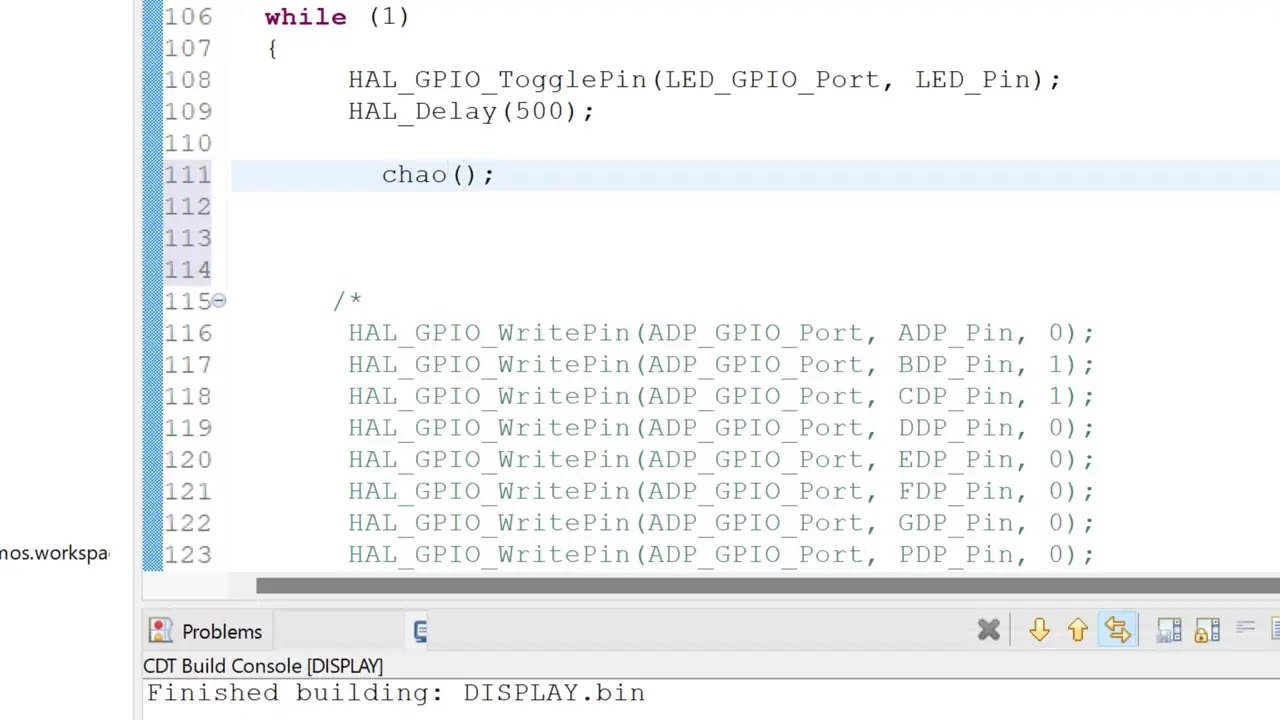 106 while (1)
107 {
108 HAL_GPIO_TogglePin(LED_GPIO_Port, LED_Pin);
109 HAL_Delay(500);
110
111 chao();
112
113
114
115 /*
116 HAL_GPIO_WritePin(ADP_GPIO_Port, ADP_Pin, 0);
117 HAL_GPIO_WritePin(ADP_GPIO_Port, BDP_Pin, 1);
118 HAL_GPIO_WritePin(ADP_GPIO_Port, CDP_Pin, 1);
119 HAL_GPIO_WritePin(ADP_GPIO_Port, DDP_Pin, 0);
120 HAL_GPIO_WritePin(ADP_GPIO_Port, EDP_Pin, 0);
121 HAL_GPIO_WritePin(ADP_GPIO_Port, FDP_Pin, 0);
122 HAL_GPIO_WritePin(ADP_GPIO_Port, GDP_Pin, 0);
mos.workspa
123 HAL_GPIO_WritePin(ADP_GPIO_Port, PDP_Pin, 0);
Problems
CDT Build Console [DISPLAY]
Finished building: DISPLAY.bin